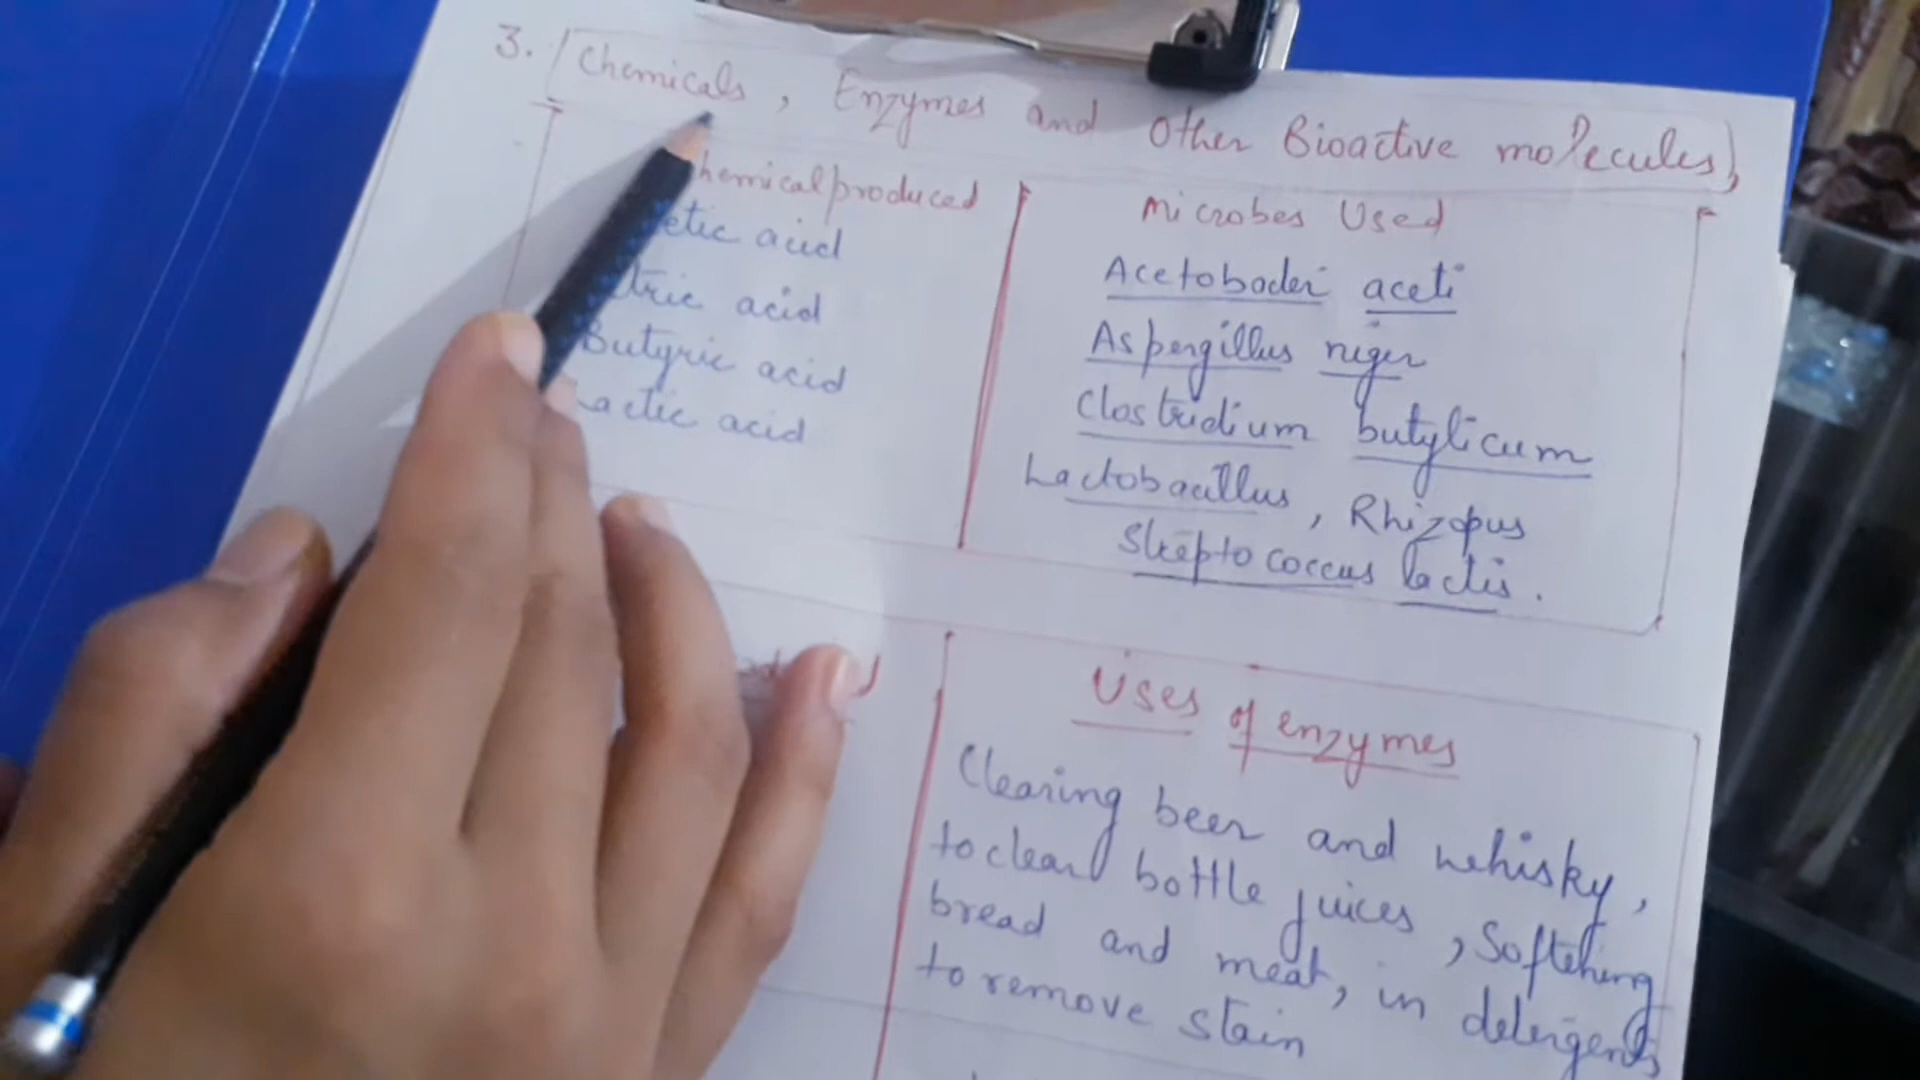 3. Chemicals, Enzymes and Other Bioactive molecules,
hemical produced
Microbes Used
etic acid
Acetobacter aceti
tric acid
Aspergillus niger
Butyric acid
Clostridium butylicum
Lactic acid
Lactobacillus, Rhizopus
Streptococcus lactis.
Uses of enzymes
Clearing beer and whisky,
to clear bottle juices, Softening
bread and meat, in detergents
to remove stain